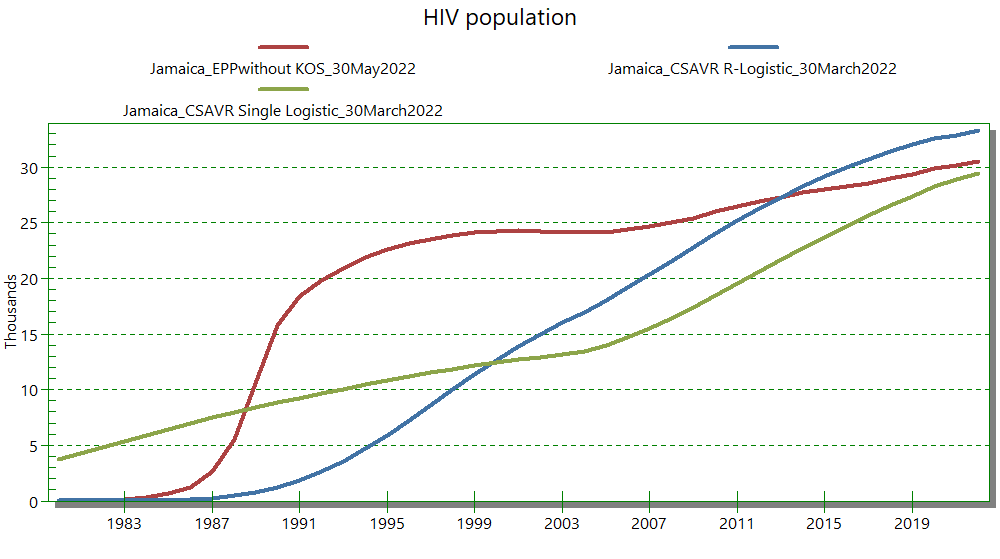 HIV population
Jamaica_EPPwithout KOS_30May2022
Jamaica_CSAVR R-Logistic_30March2022
Jamaica_CSAVR Single Logistic_30March2022
Thousands
30
25
20
15
10
5
0
1983 1987 1991 1995 1999 2003 2007 2011 2015 2019